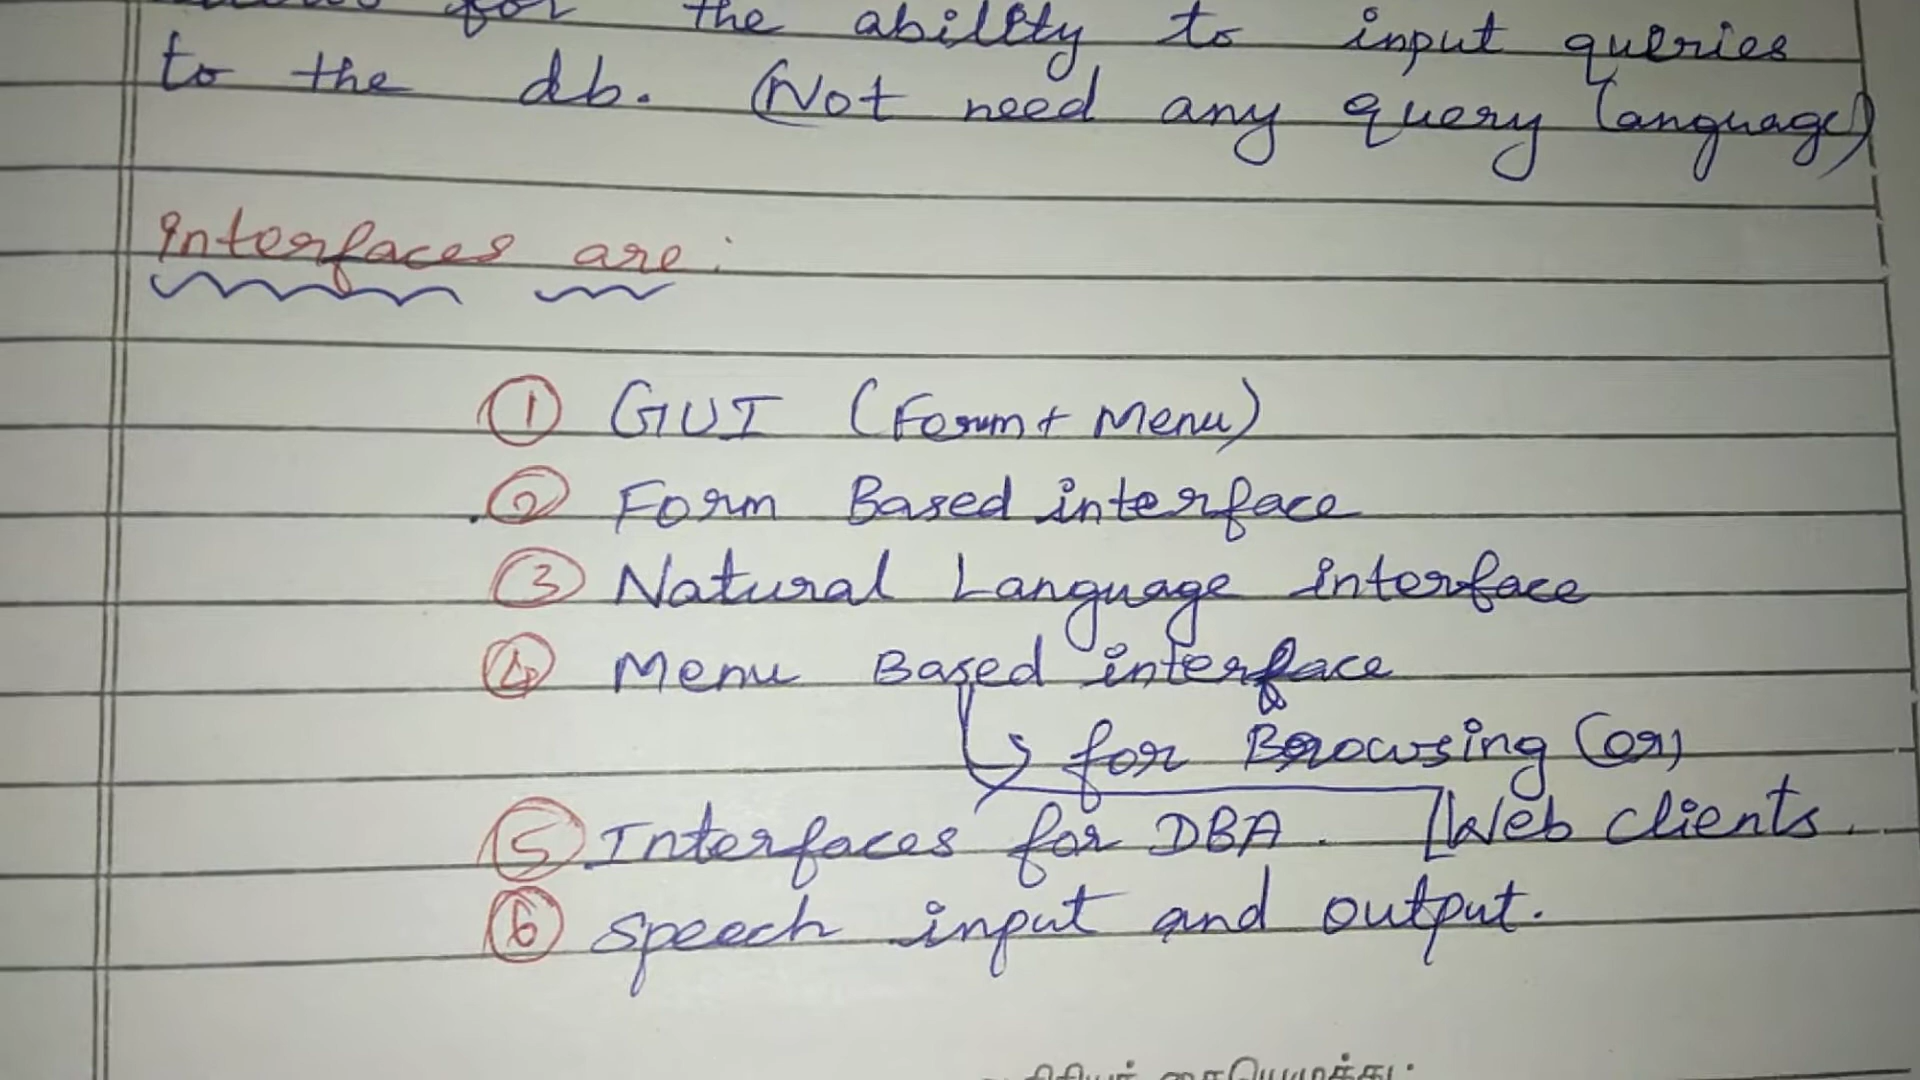 for the ability to input queries
to the db. (Not need any query language)
Interfaces are:
① GUI (Form + Menu)
② Form Based interface
③ Natural Language interface
④ Menu Based interface
for Browsing (or)
⑤ Interfaces for DBA. [Web clients.
⑥ Speech input and output.